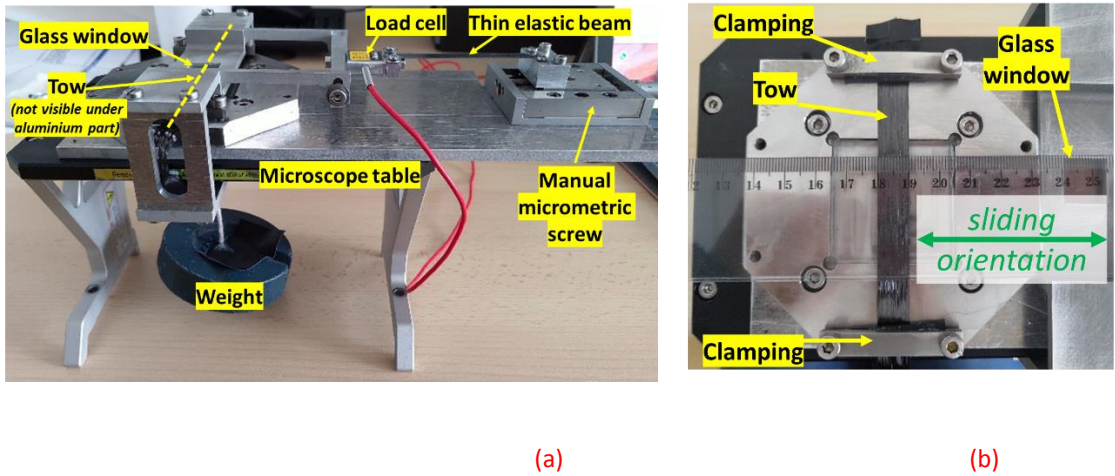 Glass window
Tow
(not visible under
aluminium part)
Load cell
Thin elastic beam
Microscope table
Manual
micrometric
screw
Weight
Clamping
Tow
Glass
window
12 13 14 15 16 17 18 19 20 21 22 23 24 25
sliding
orientation
Clamping
(a)
(b)